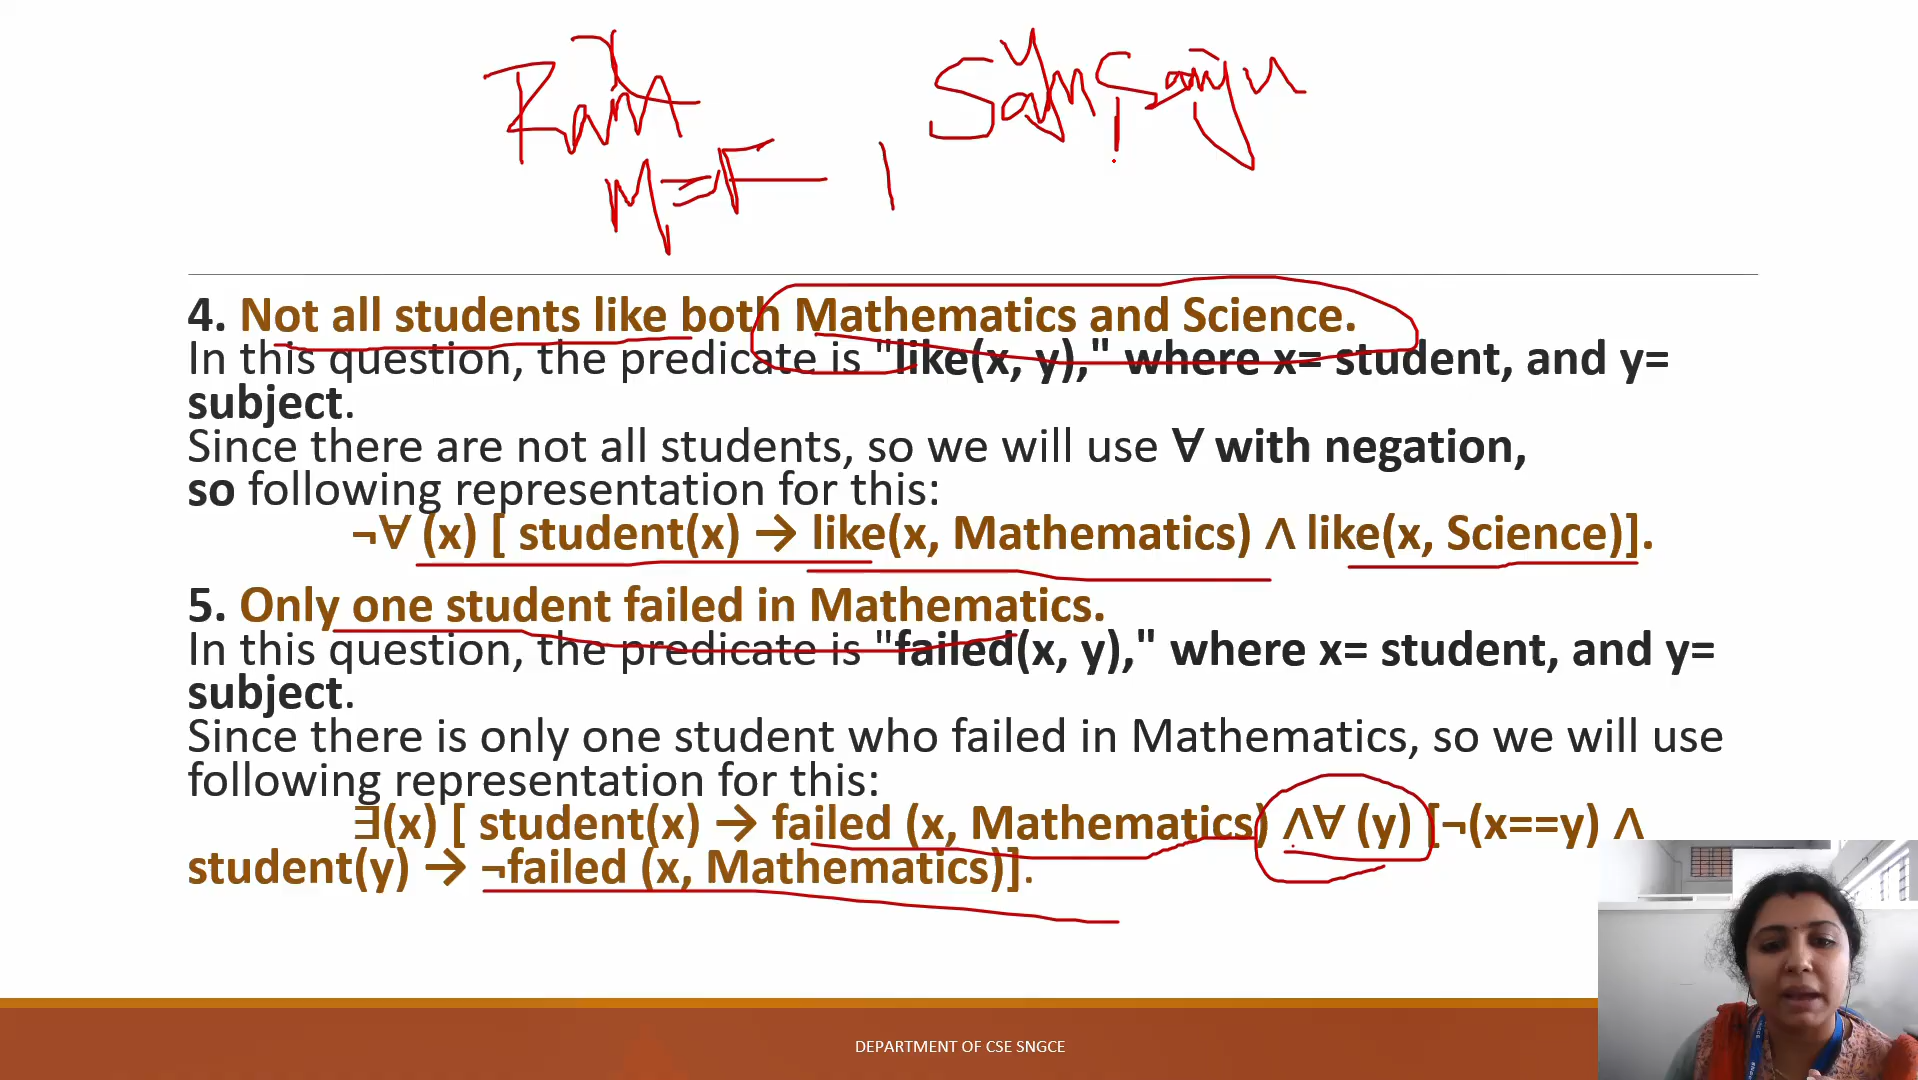 x y
Ram , Sam , Sanju
M = F
4. Not all students like both Mathematics and Science.
In this question, the predicate is "like(x, y)," where x= student, and y=
subject.
Since there are not all students, so we will use ∀ with negation,
so following representation for this:
¬∀ (x) [ student(x) → like(x, Mathematics) ∧ like(x, Science)].
5. Only one student failed in Mathematics.
In this question, the predicate is "failed(x, y)," where x= student, and y=
subject.
Since there is only one student who failed in Mathematics, so we will use
following representation for this:
∃(x) [ student(x) → failed (x, Mathematics) ∧∀ (y) [¬(x==y) ∧
student(y) → ¬failed (x, Mathematics)].
DEPARTMENT OF CSE SNGCE